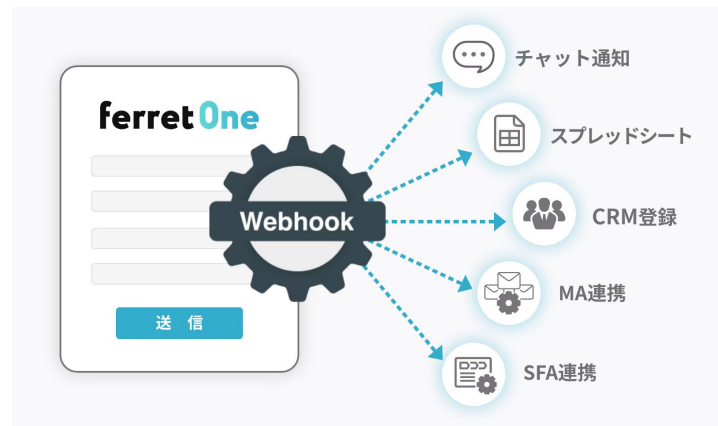 ferret One
Webhook
送 信
チャット通知
スプレッドシート
CRM登録
MA連携
SFA連携